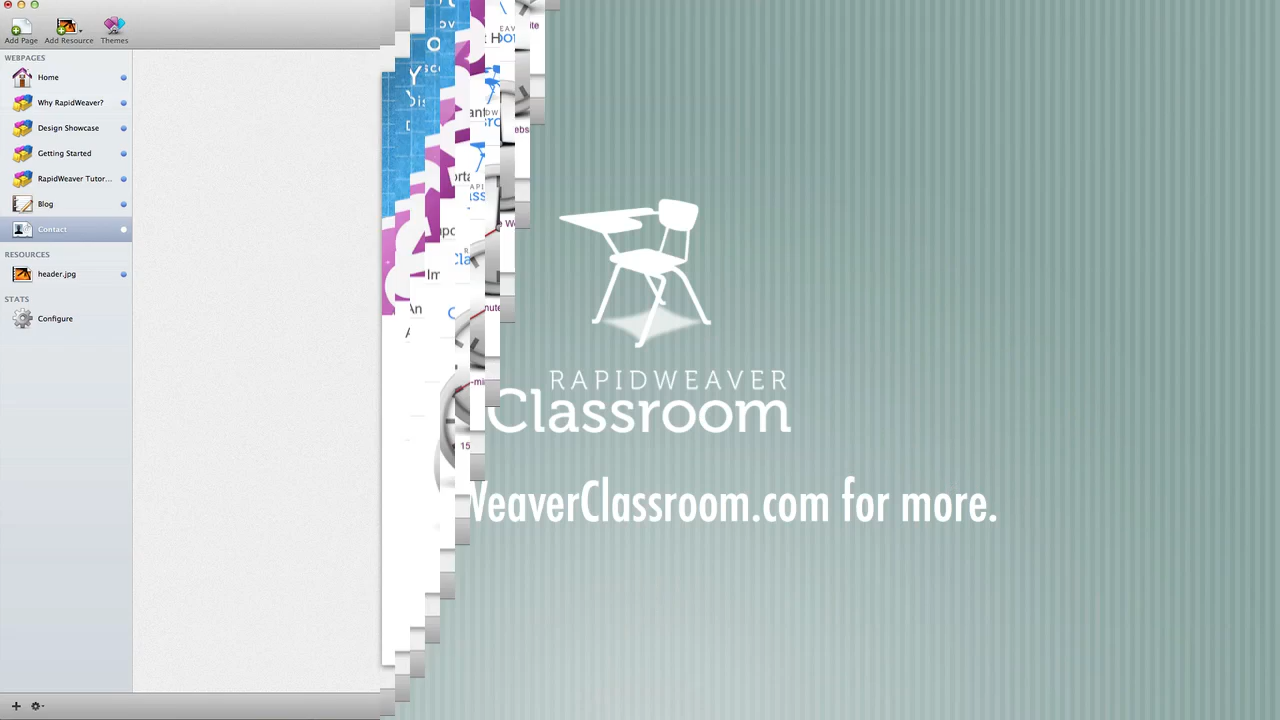 Add Page Add Resource Themes
WEBPAGES
Home
Why RapidWeaver?
Design Showcase
Getting Started
RapidWeaver Tutor...
Blog
Contact
RESOURCES
header.jpg
STATS
Configure
RAPIDWEAVER
Classroom
WeaverClassroom.com for more.